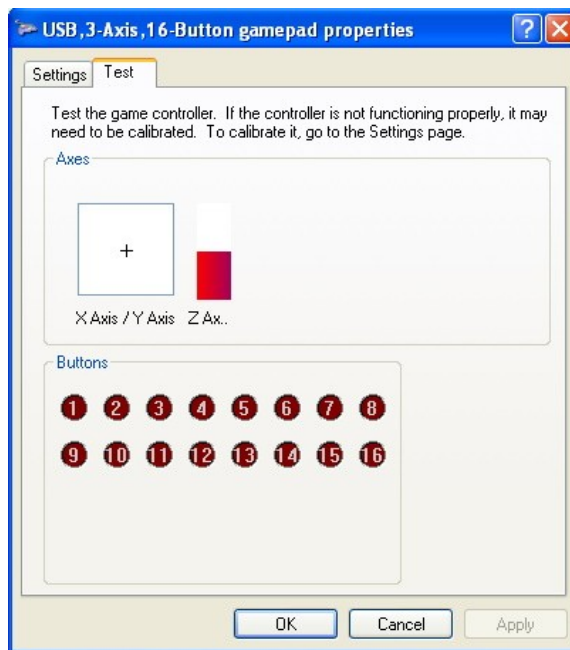 USB,3-Axis,16-Button gamepad properties
Settings Test
Test the game controller. If the controller is not functioning properly, it may
need to be calibrated. To calibrate it, go to the Settings page.
Axes
X Axis / Y Axis Z Ax..
Buttons
1 2 3 4 5 6 7 8
9 10 11 12 13 14 15 16
OK Cancel Apply